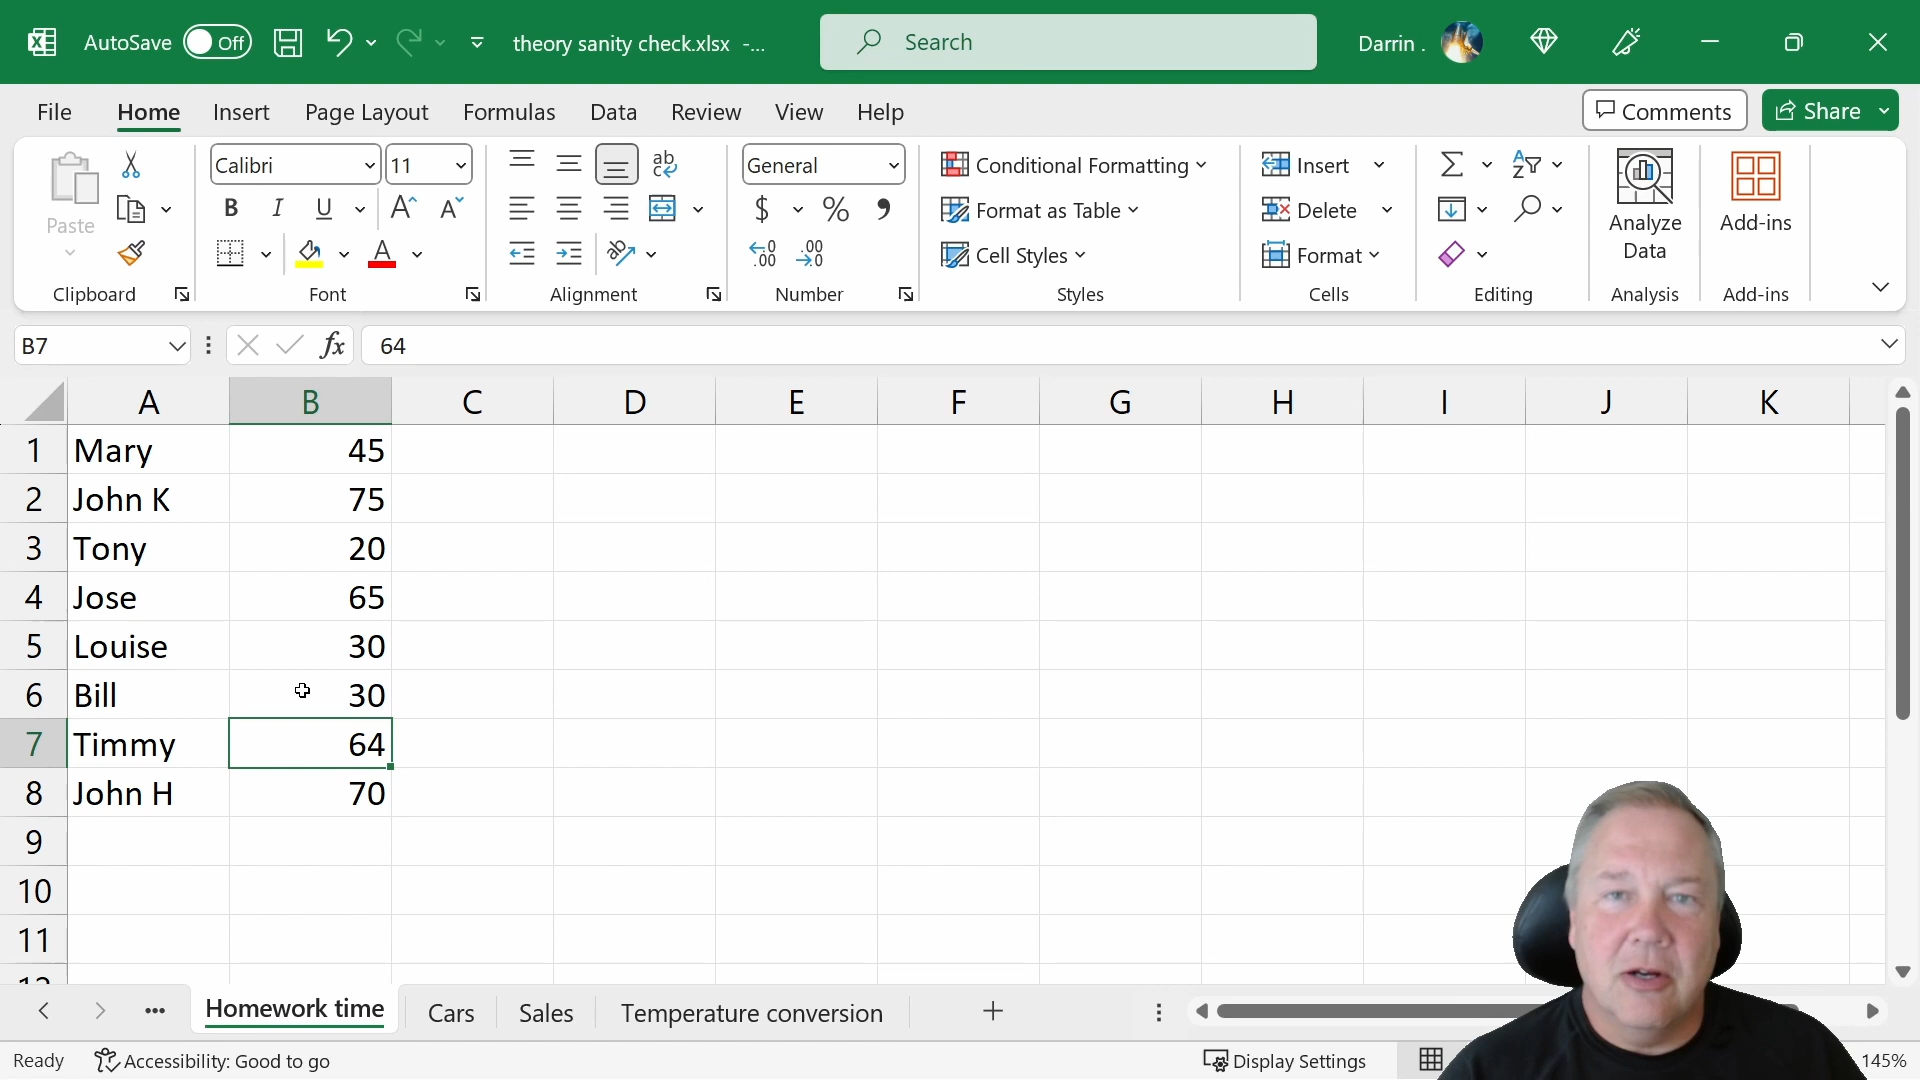 AutoSave Off theory sanity check.xlsx -... Search Darrin .
File Home Insert Page Layout Formulas Data Review View Help Comments Share
Paste Calibri 11 General Conditional Formatting Insert Analyze Data Add-ins
B I U $ % Format as Table Delete
Cell Styles Format
Clipboard Font Alignment Number Styles Cells Editing Analysis Add-ins
B7 fx 64
A B C D E F G H I J K
1 Mary 45
2 John K 75
3 Tony 20
4 Jose 65
5 Louise 30
6 Bill 30
7 Timmy 64
8 John H 70
9
10
11
Homework time Cars Sales Temperature conversion
Ready Accessibility: Good to go Display Settings 145%